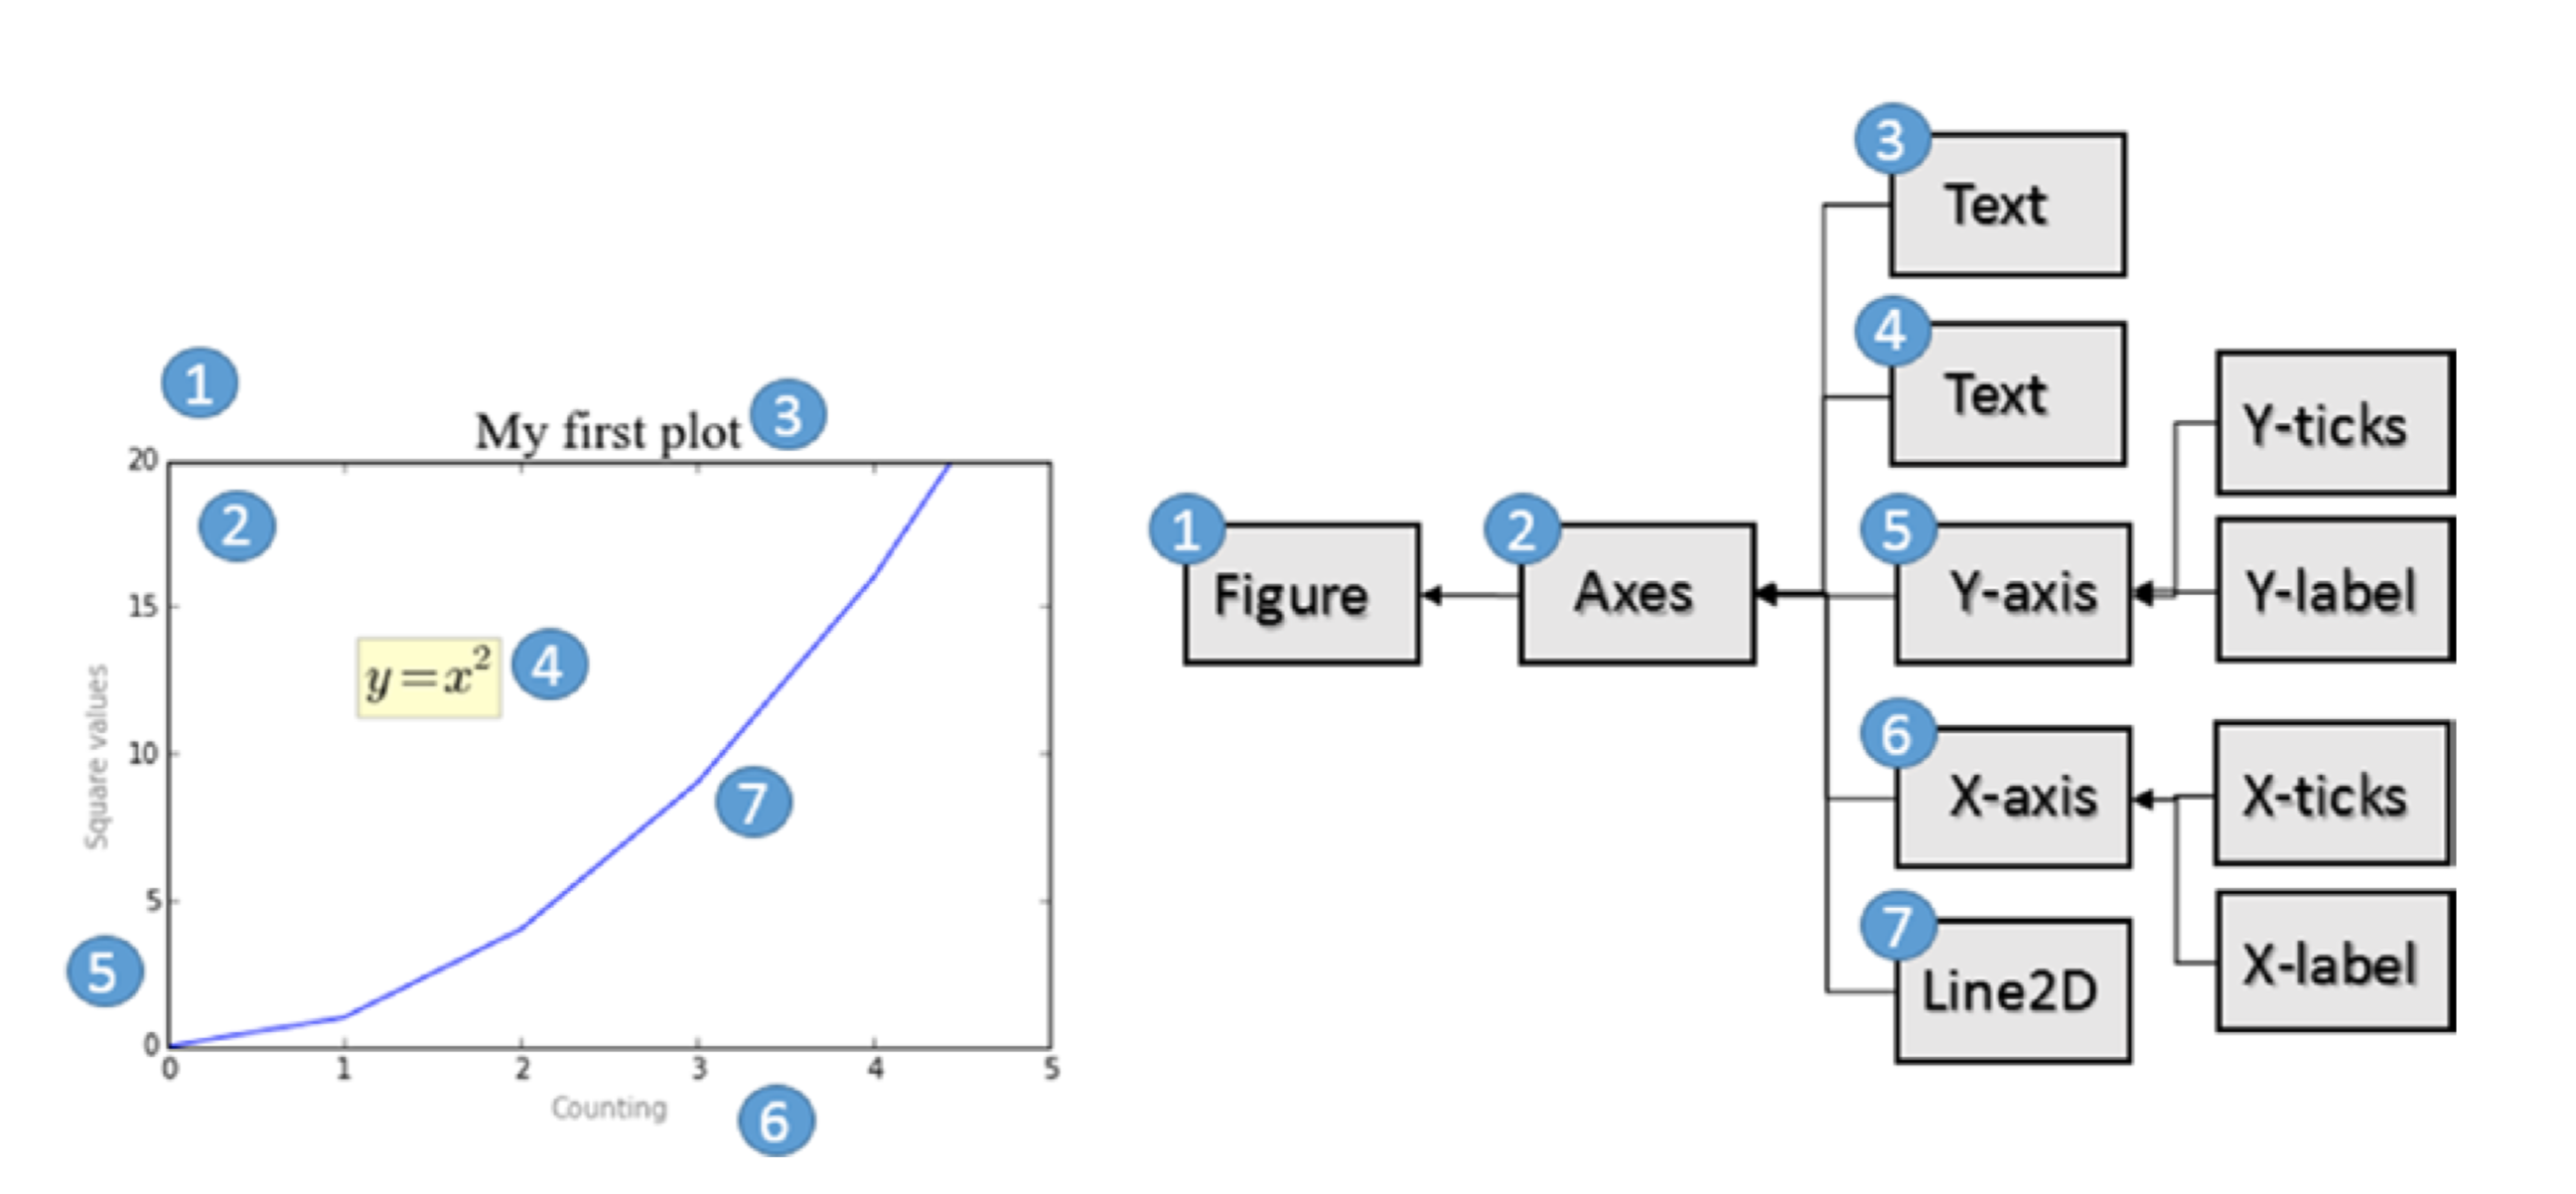 1
My first plot 3
20
2
15
y=x²
4
10
Square values
7
5
5
0
0 1 2 3 4 5
Counting
6
1
Figure
2
Axes
3
Text
4
Text
5
Y-axis
Y-ticks
Y-label
6
X-axis
X-ticks
X-label
7
Line2D